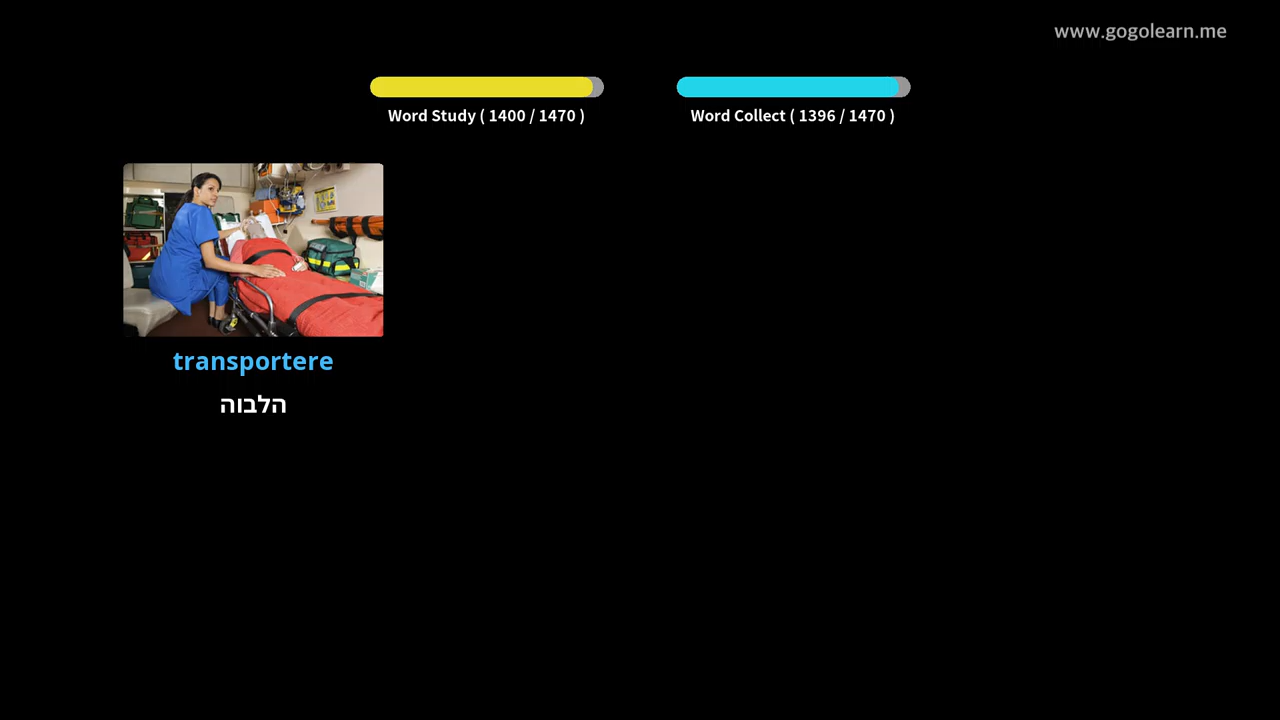 www.gogolearn.me
Word Study ( 1400 / 1470 )
Word Collect ( 1396 / 1470 )
transportere
הלבוה